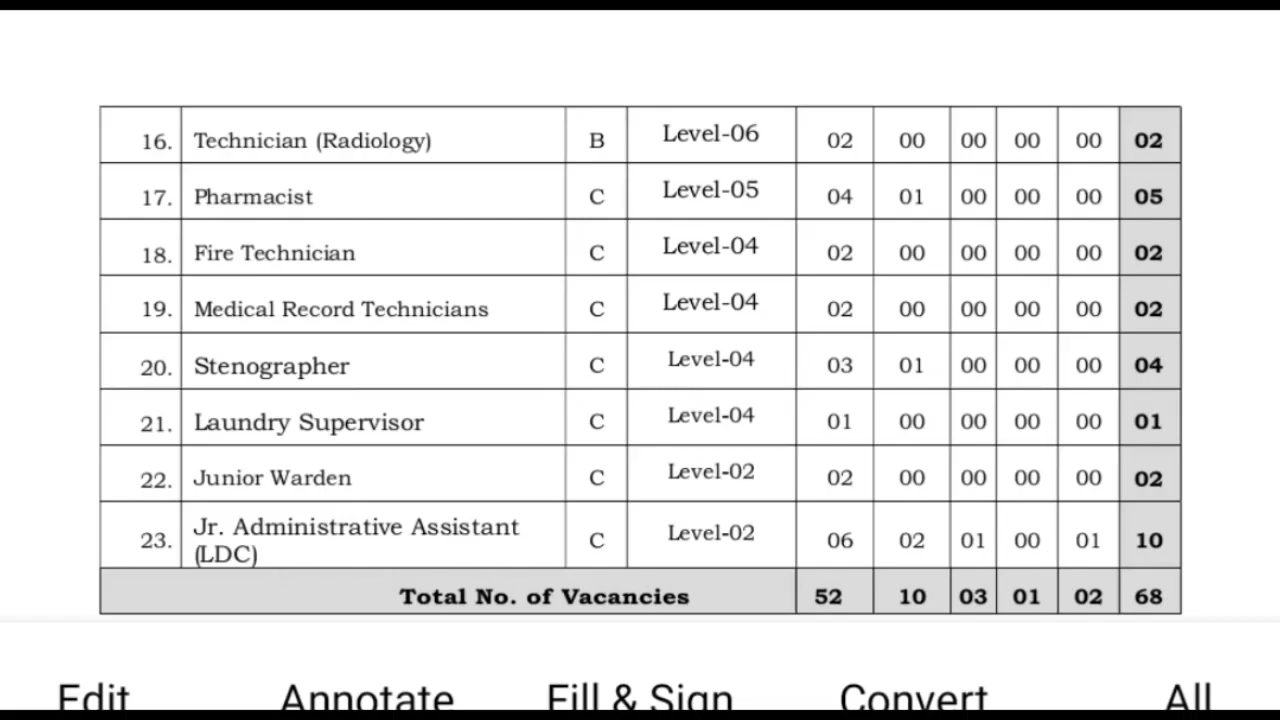 16. Technician (Radiology) B Level-06 02 00 00 00 00 02
17. Pharmacist C Level-05 04 01 00 00 00 05
18. Fire Technician C Level-04 02 00 00 00 00 02
19. Medical Record Technicians C Level-04 02 00 00 00 00 02
20. Stenographer C Level-04 03 01 00 00 00 04
21. Laundry Supervisor C Level-04 01 00 00 00 00 01
22. Junior Warden C Level-02 02 00 00 00 00 02
23. Jr. Administrative Assistant
(LDC) C Level-02 06 02 01 00 01 10
Total No. of Vacancies 52 10 03 01 02 68
Edit Annotate Fill & Sign Convert All